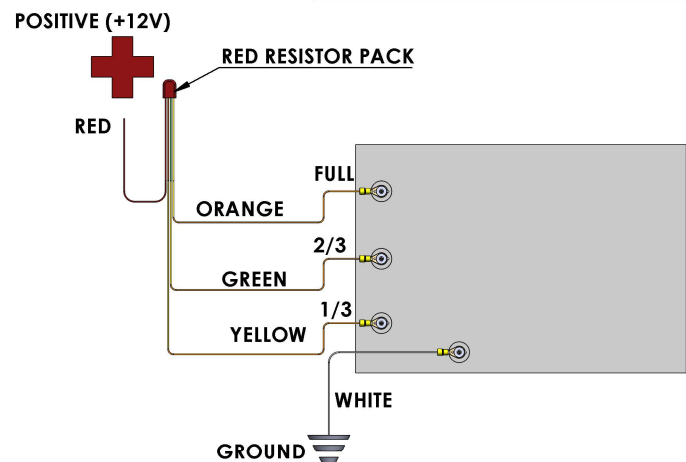 POSITIVE (+12V)
RED RESISTOR PACK
RED
FULL
ORANGE
2/3
GREEN
1/3
YELLOW
WHITE
GROUND